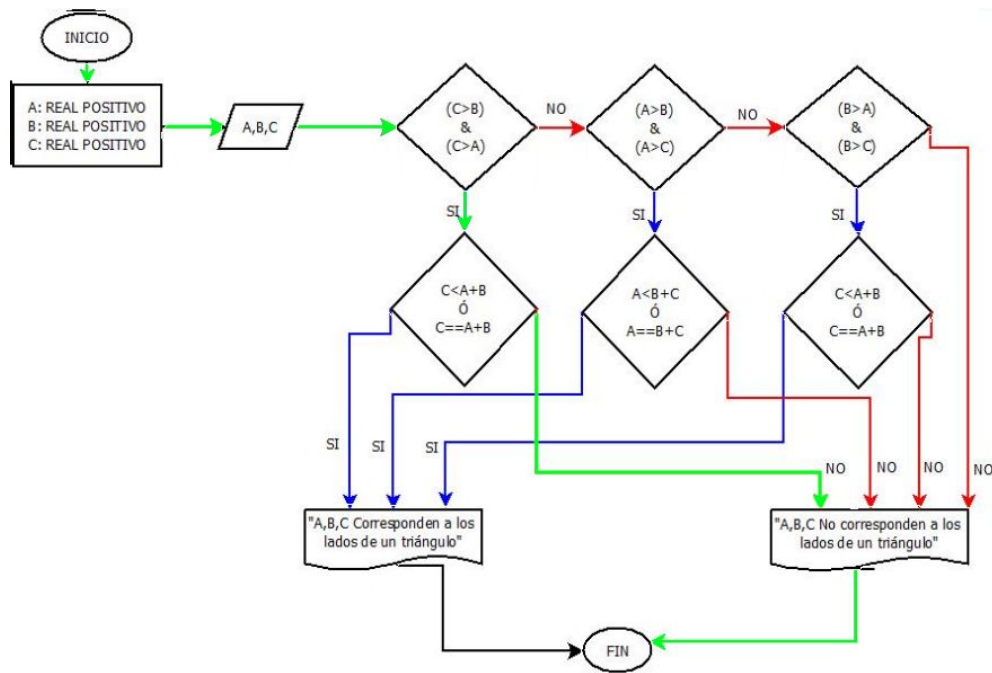 INICIO
A: REAL POSITIVO
B: REAL POSITIVO
C: REAL POSITIVO
A,B,C
(C>B)
&
(C>A)
NO
(A>B)
&
(A>C)
NO
(B>A)
&
(B>C)
SI
SI
SI
C<A+B
Ó
C==A+B
A<B+C
Ó
A==B+C
C<A+B
Ó
C==A+B
SI
SI
SI
NO
NO
NO
NO
"A,B,C Corresponden a los
lados de un triángulo"
"A,B,C No corresponden a los
lados de un triángulo"
FIN